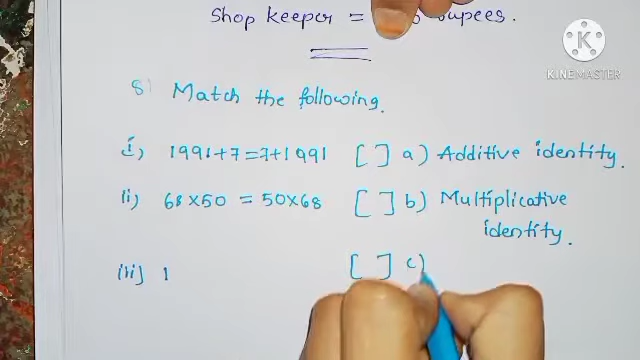 Shop keeper = rupees.
8) Match the following.
i) 1991+7=7+1991 [ ] a) Additive identity.
ii) 68×50 = 50×68 [ ] b) Multiplicative
identity.
iii) 1 [ ] c)
K
KINEMASTER